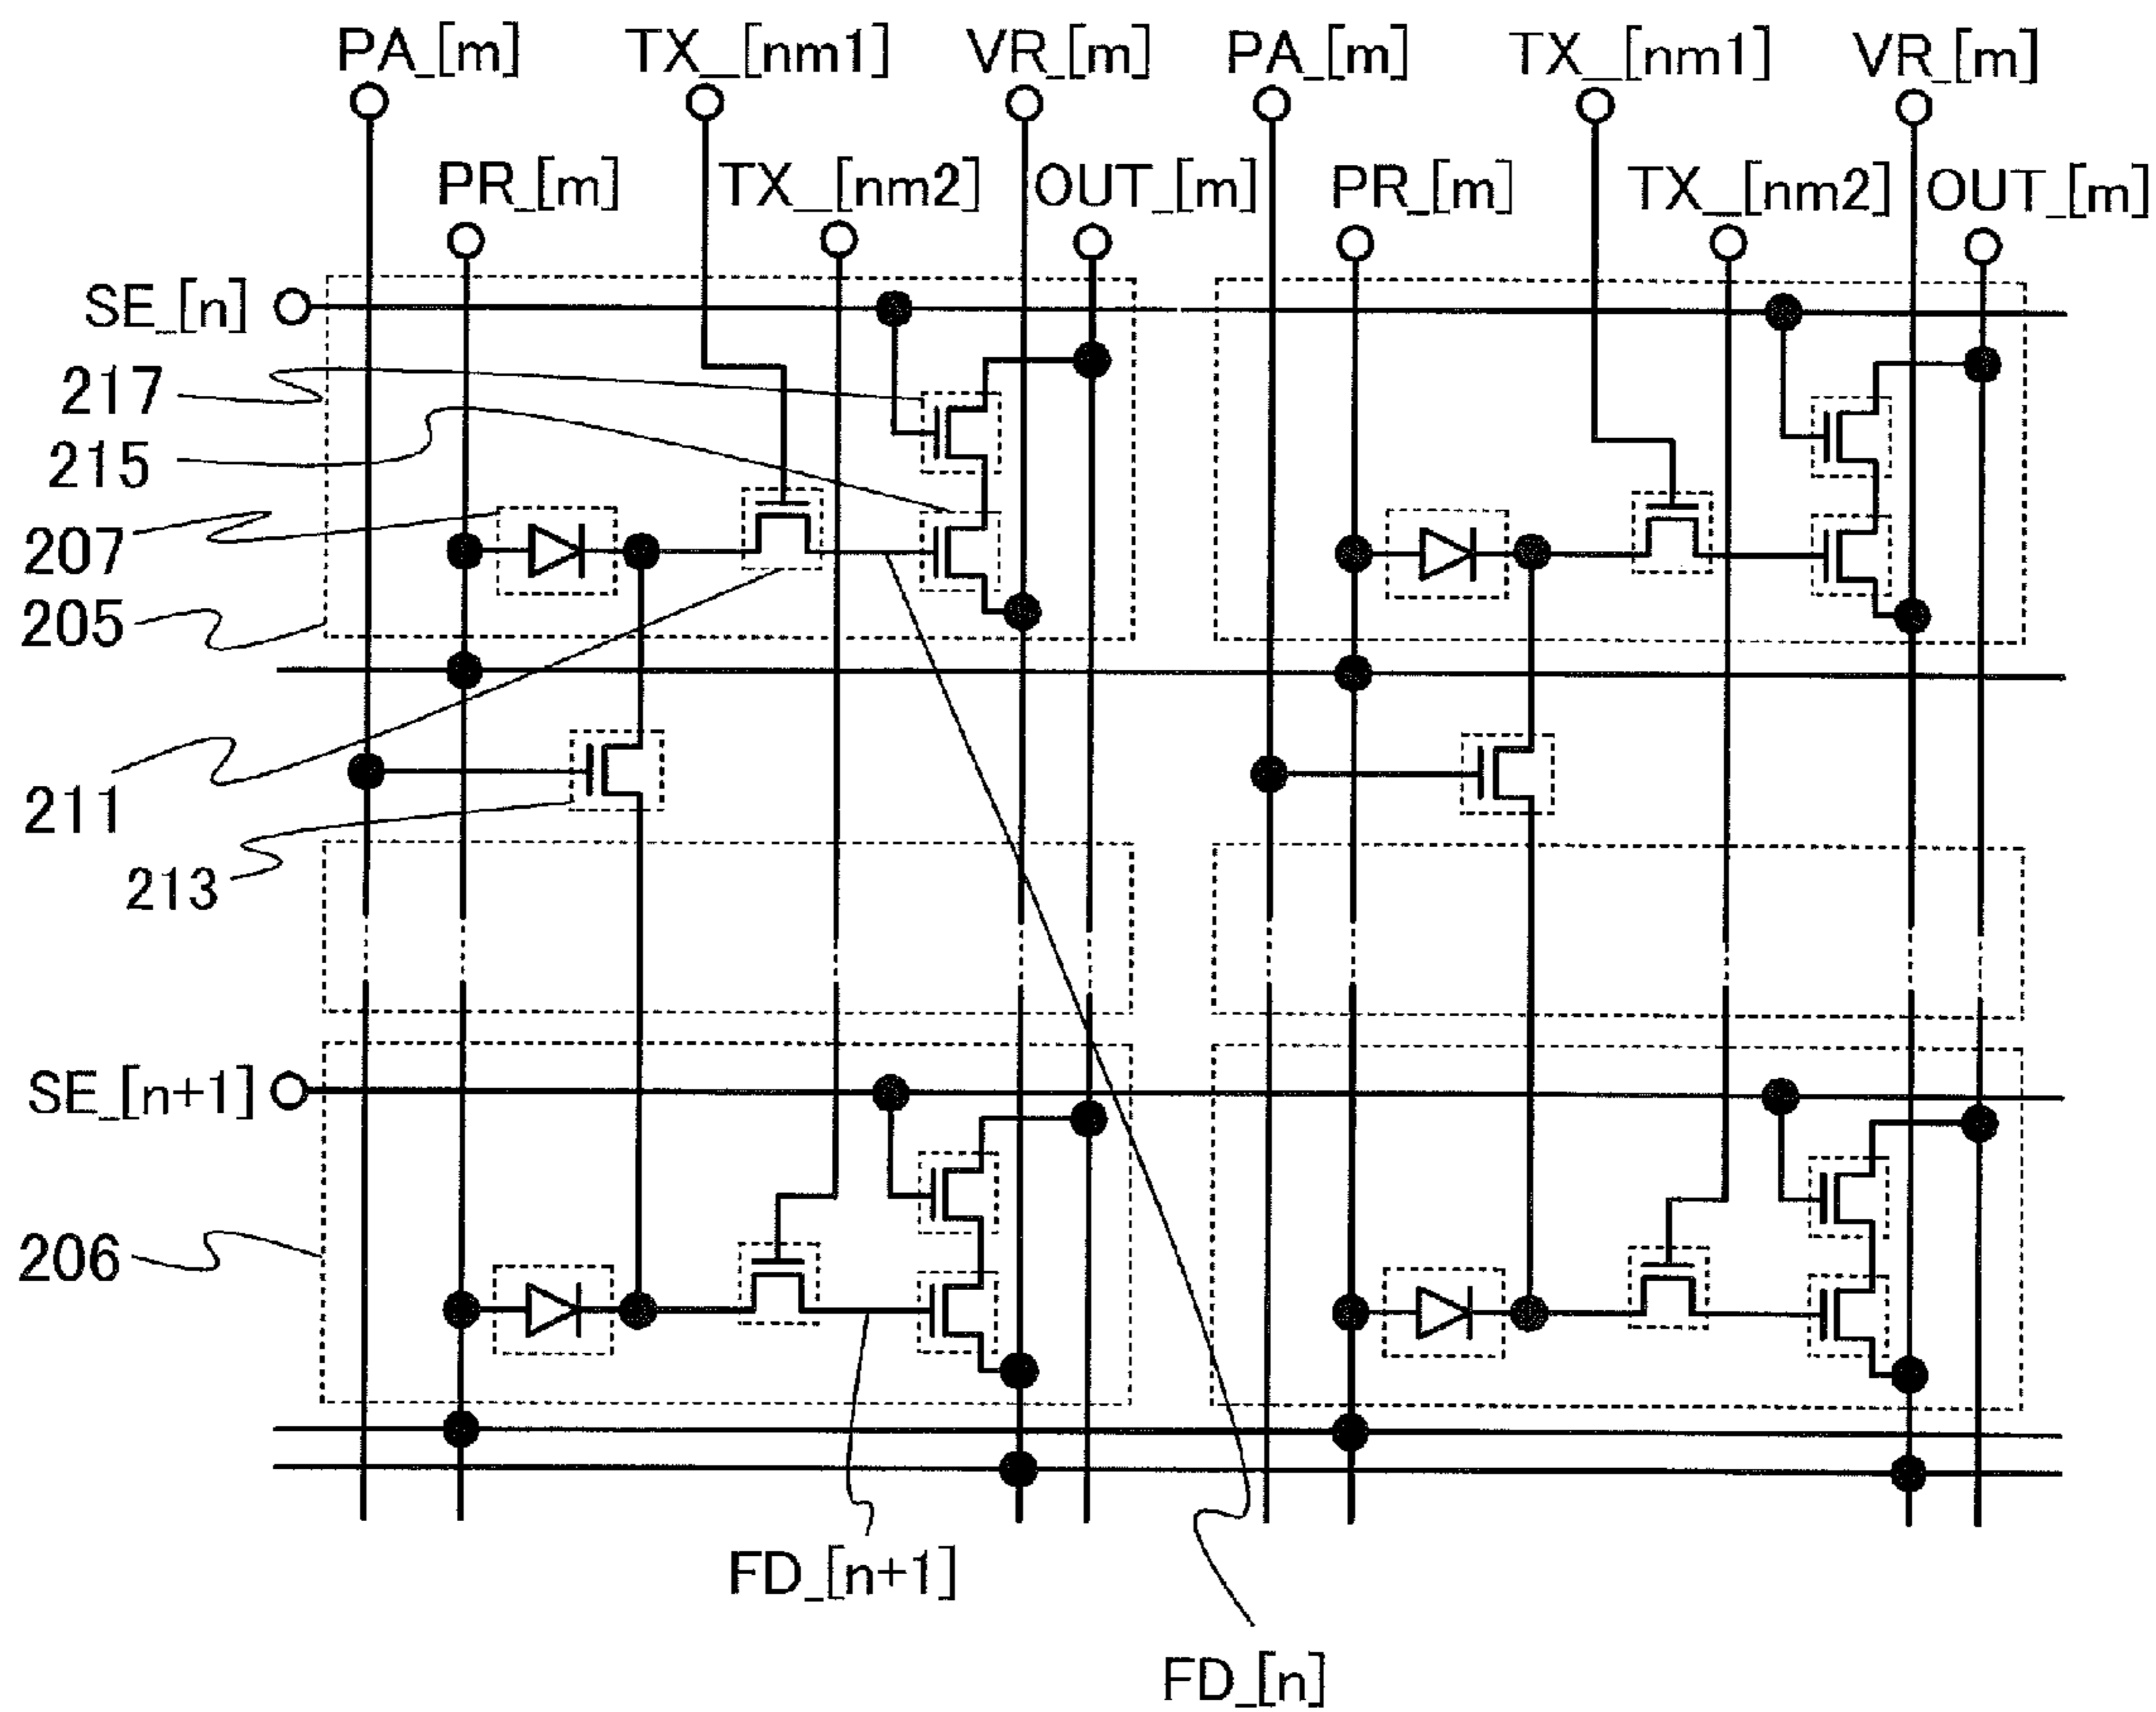 PA_[m] TX_[nm1] VR_[m] PA_[m] TX_[nm1] VR_[m]
PR_[m] TX_[nm2] OUT_[m] PR_[m] TX_[nm2] OUT_[m]
SE_[n]
217
215
207
205
211
213
SE_[n+1]
206
FD_[n+1]
FD_[n]